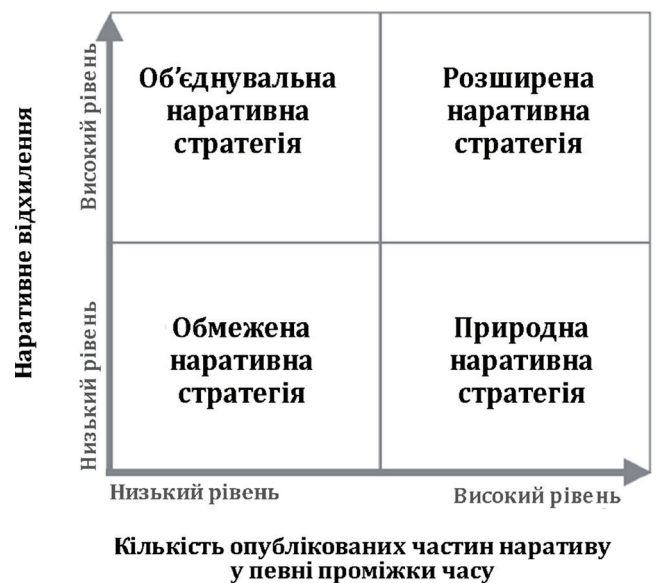 Наративне відхилення
Високий рівень
Низький рівень
Об’єднувальна
наративна
стратегія
Розширена
наративна
стратегія
Обмежена
наративна
стратегія
Природна
наративна
стратегія
Низький рівень
Високий рівень
Кількість опублікованих частин наративу
у певні проміжки часу